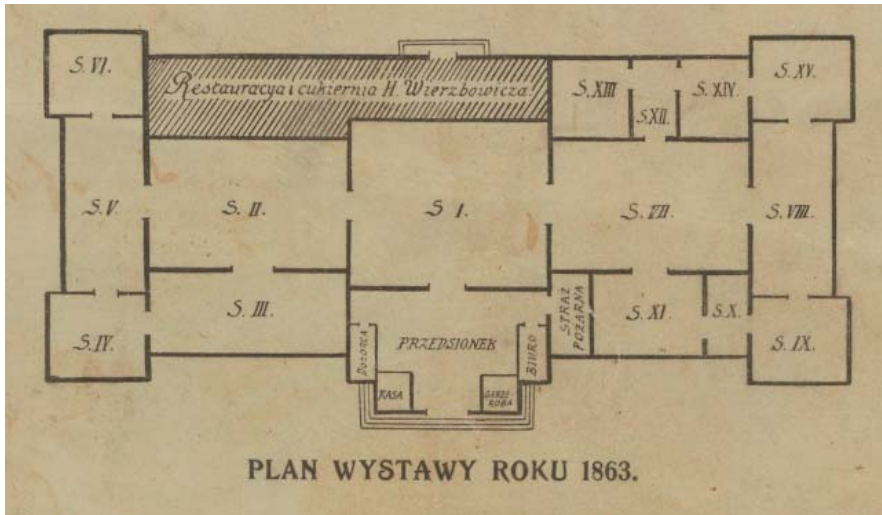 S. VI.
Restauracya i cukiernia H. Wierzbowicza.
S. XIII
S. XII.
S. XIV.
S. XV.
S. V.
S. II.
S. I.
S. VII.
S. VIII.
S. IV.
S. III.
DOZORCA
PRZEDSIONEK
BIURO
STRAŻ
POŻARNA
S. XI.
S. X.
S. IX.
KASA
GARDE-
ROBA
PLAN WYSTAWY ROKU 1863.